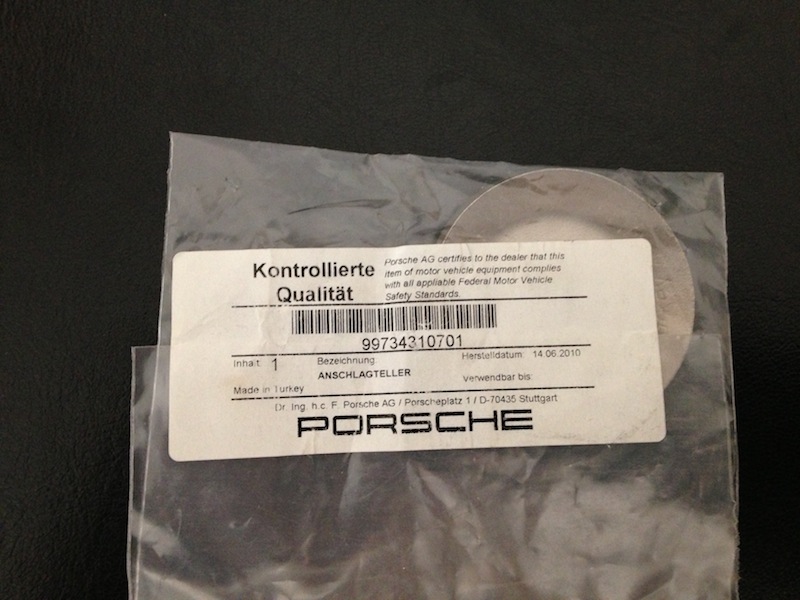 Kontrollierte
Qualität
Porsche AG certifies to the dealer that this
item of motor vehicle equipment complies
with all appliable Federal Motor Vehicle
Safety Standards.
99734310701
Inhalt: 1
Bezeichnung:
ANSCHLAGTELLER
Herstelldatum: 14.06.2010
Verwendbar bis:
Made in Turkey
Dr. Ing. h.c. F. Porsche AG / Porscheplatz 1 / D-70435 Stuttgart
PORSCHE